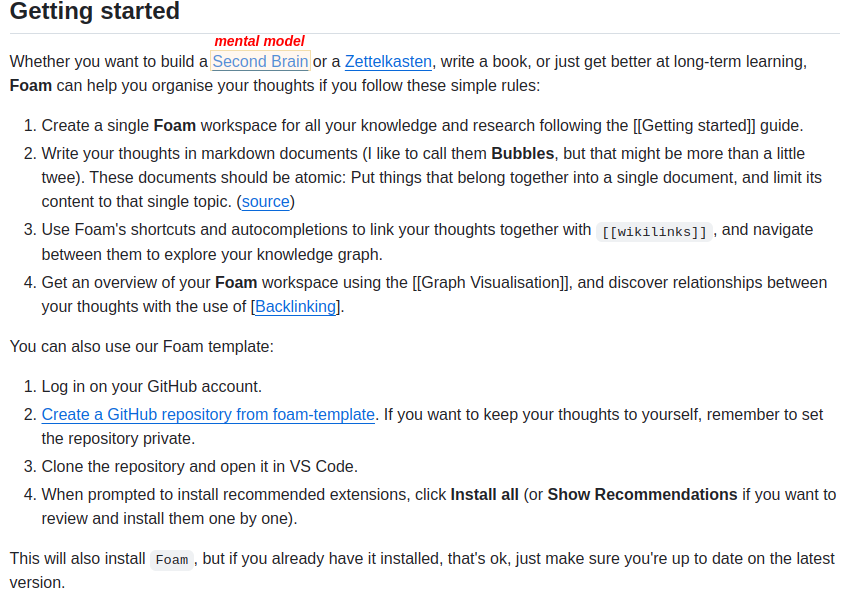 Getting started
mental model
Whether you want to build a Second Brain or a Zettelkasten, write a book, or just get better at long-term learning,
Foam can help you organise your thoughts if you follow these simple rules:
1. Create a single Foam workspace for all your knowledge and research following the [[Getting started]] guide.
2. Write your thoughts in markdown documents (I like to call them Bubbles, but that might be more than a little
twee). These documents should be atomic: Put things that belong together into a single document, and limit its
content to that single topic. (source)
3. Use Foam's shortcuts and autocompletions to link your thoughts together with [[wikilinks]] , and navigate
between them to explore your knowledge graph.
4. Get an overview of your Foam workspace using the [[Graph Visualisation]], and discover relationships between
your thoughts with the use of [Backlinking].
You can also use our Foam template:
1. Log in on your GitHub account.
2. Create a GitHub repository from foam-template. If you want to keep your thoughts to yourself, remember to set
the repository private.
3. Clone the repository and open it in VS Code.
4. When prompted to install recommended extensions, click Install all (or Show Recommendations if you want to
review and install them one by one).
This will also install Foam , but if you already have it installed, that's ok, just make sure you're up to date on the latest
version.